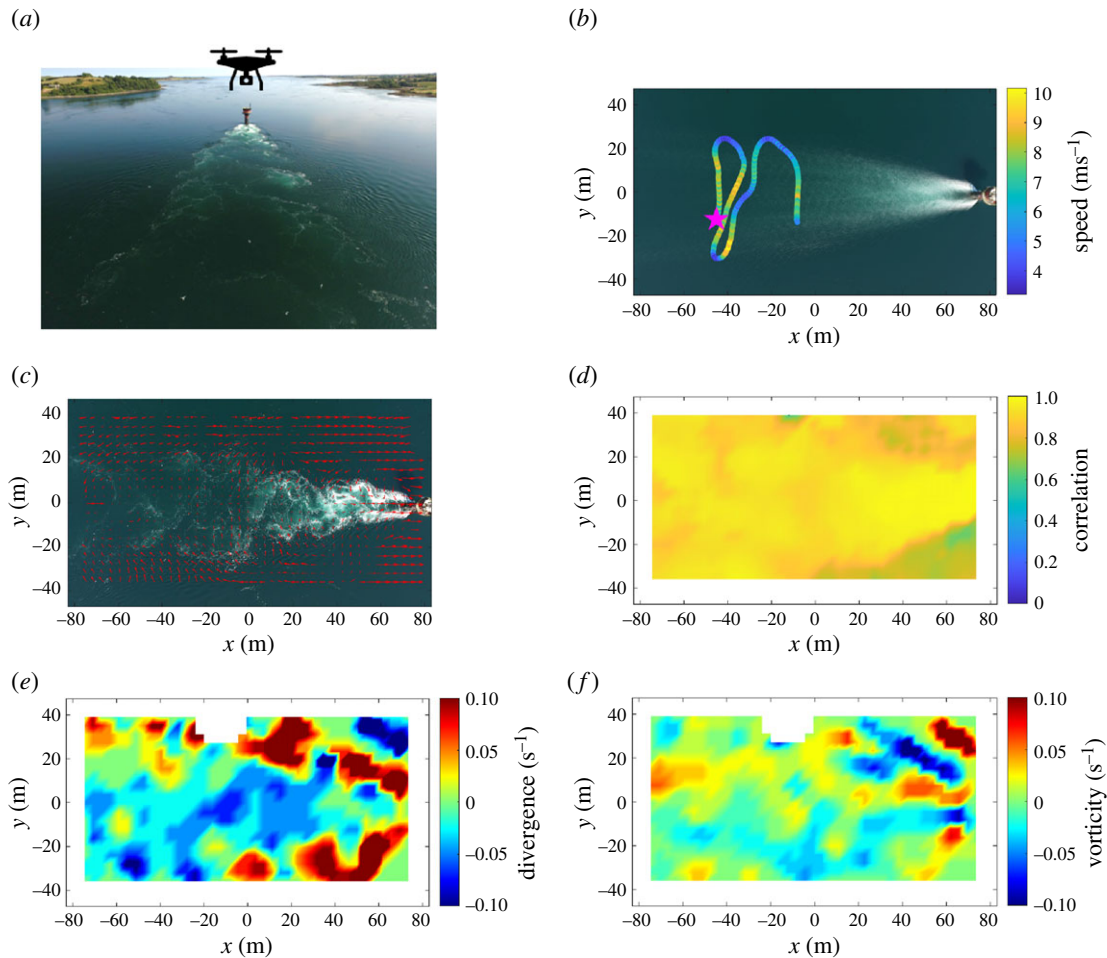 (a)
(b)
40
20
0
–20
–40
y (m)
–80 –60 –40 –20 0 20 40 60 80
x (m)
10
9
8
7
6
5
4
speed (ms⁻¹)
(c)
40
20
0
–20
–40
y (m)
–80 –60 –40 –20 0 20 40 60 80
x (m)
(d)
40
20
0
–20
–40
y (m)
–80 –60 –40 –20 0 20 40 60 80
x (m)
1.0
0.8
0.6
0.4
0.2
0
correlation
(e)
40
20
0
–20
–40
y (m)
–80 –60 –40 –20 0 20 40 60 80
x (m)
0.10
0.05
0
–0.05
–0.10
divergence (s⁻¹)
(f)
40
20
0
–20
–40
y (m)
–80 –60 –40 –20 0 20 40 60 80
x (m)
0.10
0.05
0
–0.05
–0.10
vorticity (s⁻¹)